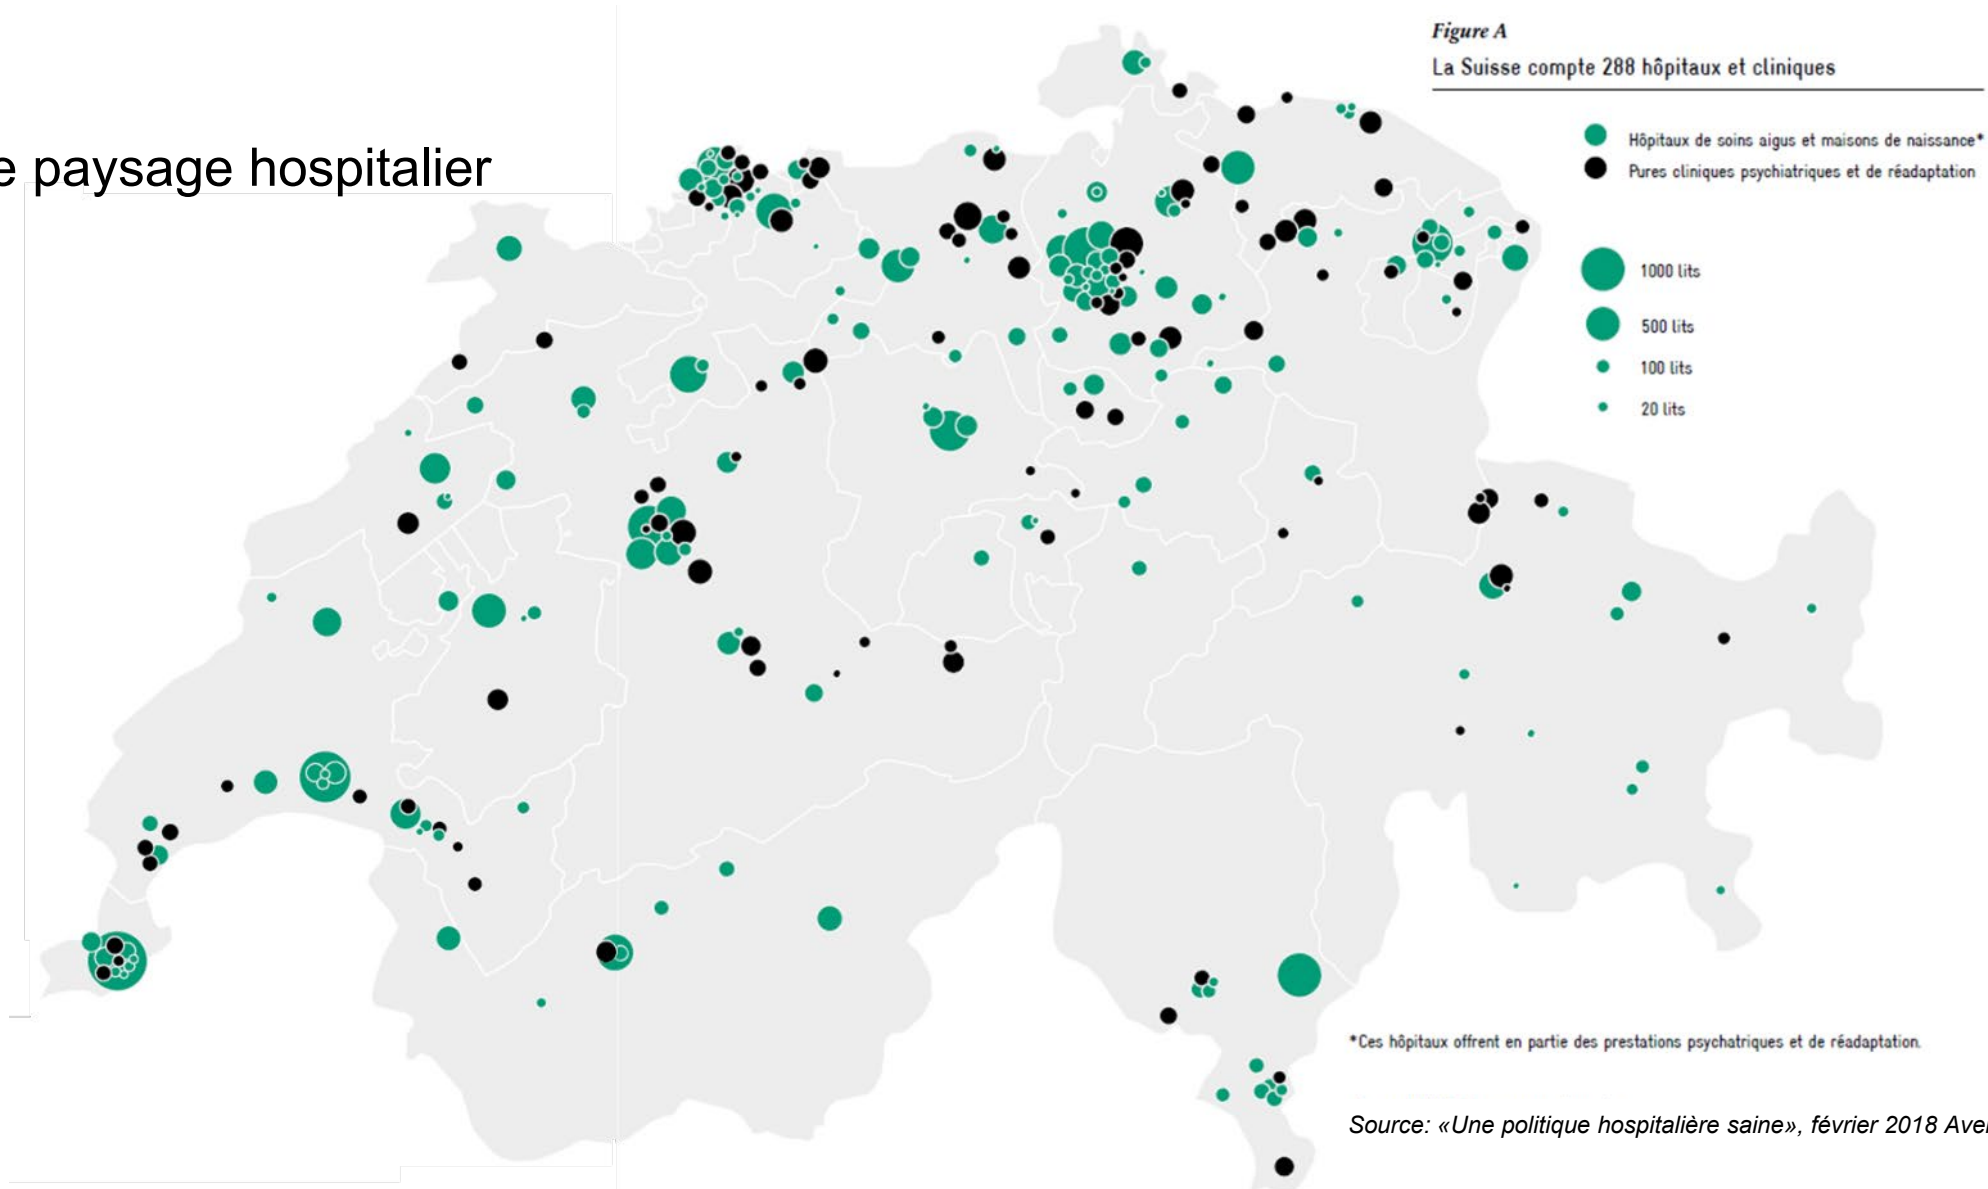 e paysage hospitalier
Figure A
La Suisse compte 288 hôpitaux et cliniques
Hôpitaux de soins aigus et maisons de naissance*
Pures cliniques psychiatriques et de réadaptation
1000 lits
500 lits
100 lits
20 lits
*Ces hôpitaux offrent en partie des prestations psychatriques et de réadaptation.
Source: «Une politique hospitalière saine», février 2018 Ave